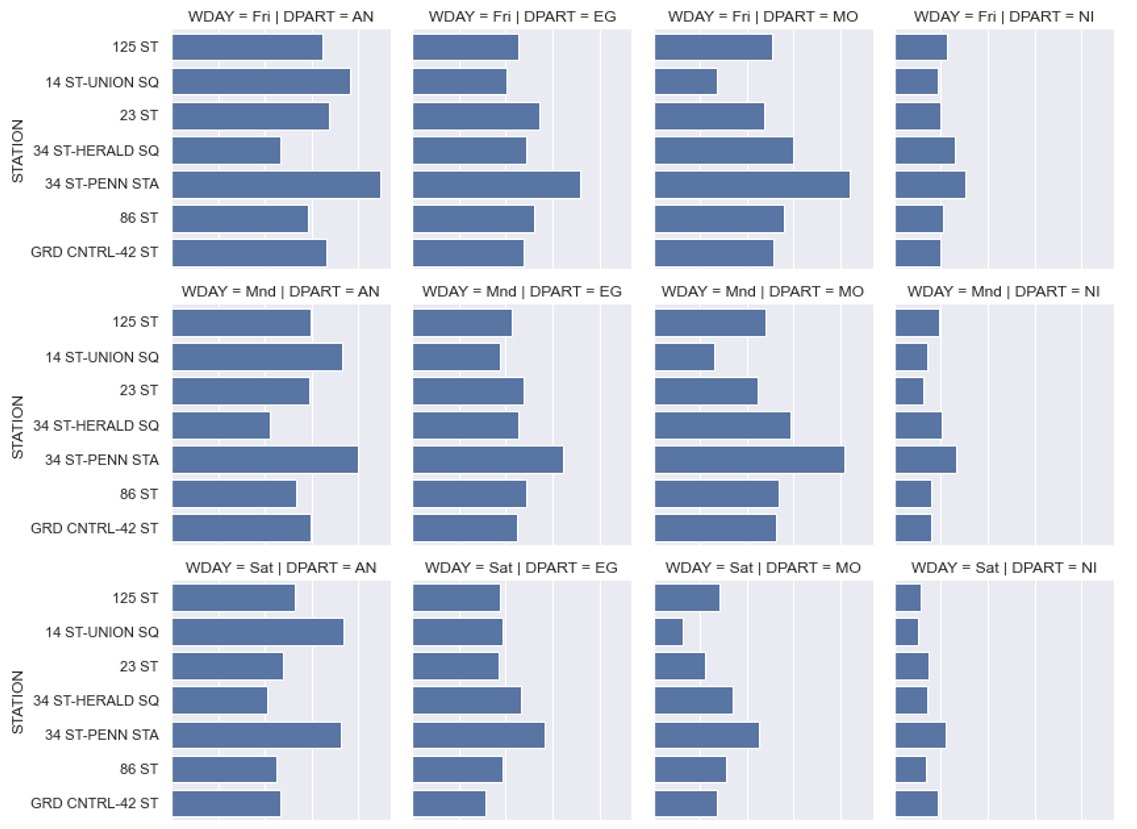 WDAY = Fri | DPART = AN
WDAY = Fri | DPART = EG
WDAY = Fri | DPART = MO
WDAY = Fri | DPART = NI
STATION
125 ST
14 ST-UNION SQ
23 ST
34 ST-HERALD SQ
34 ST-PENN STA
86 ST
GRD CNTRL-42 ST
WDAY = Mnd | DPART = AN
WDAY = Mnd | DPART = EG
WDAY = Mnd | DPART = MO
WDAY = Mnd | DPART = NI
STATION
125 ST
14 ST-UNION SQ
23 ST
34 ST-HERALD SQ
34 ST-PENN STA
86 ST
GRD CNTRL-42 ST
WDAY = Sat | DPART = AN
WDAY = Sat | DPART = EG
WDAY = Sat | DPART = MO
WDAY = Sat | DPART = NI
STATION
125 ST
14 ST-UNION SQ
23 ST
34 ST-HERALD SQ
34 ST-PENN STA
86 ST
GRD CNTRL-42 ST